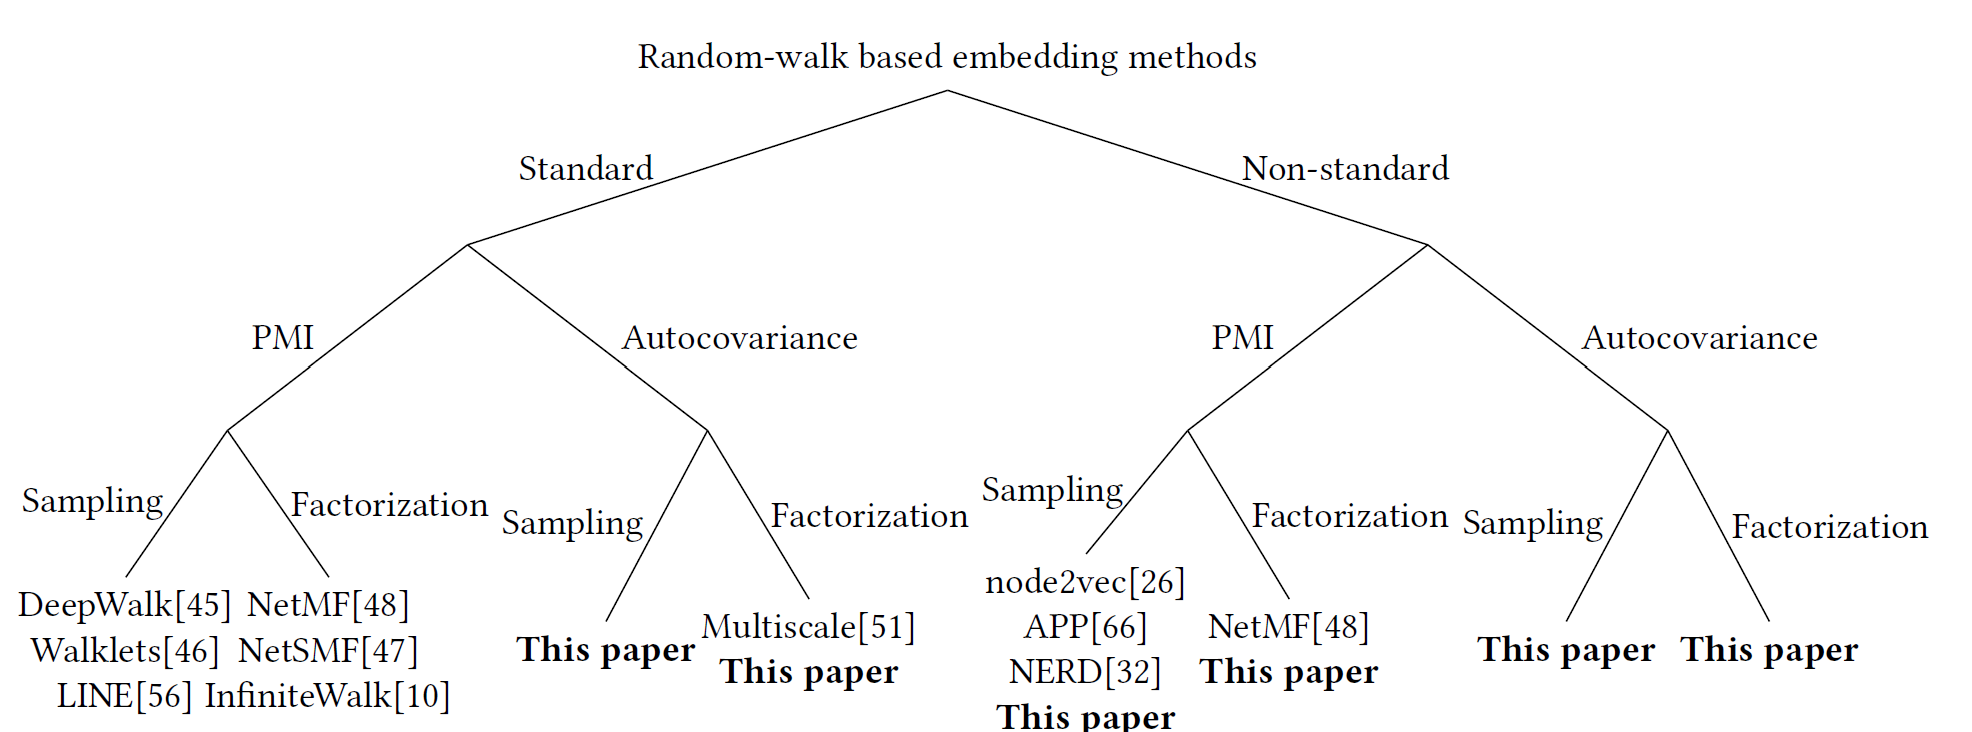 Random-walk based embedding methods
Standard
Non-standard
PMI
Autocovariance
PMI
Autocovariance
Sampling
Factorization
Sampling
Factorization
Sampling
Factorization
Sampling
Factorization
DeepWalk[45]
Walklets[46]
LINE[56]
NetMF[48]
NetSMF[47]
InfiniteWalk[10]
This paper
Multiscale[51]
This paper
node2vec[26]
APP[66]
NERD[32]
This paper
NetMF[48]
This paper
This paper
This paper